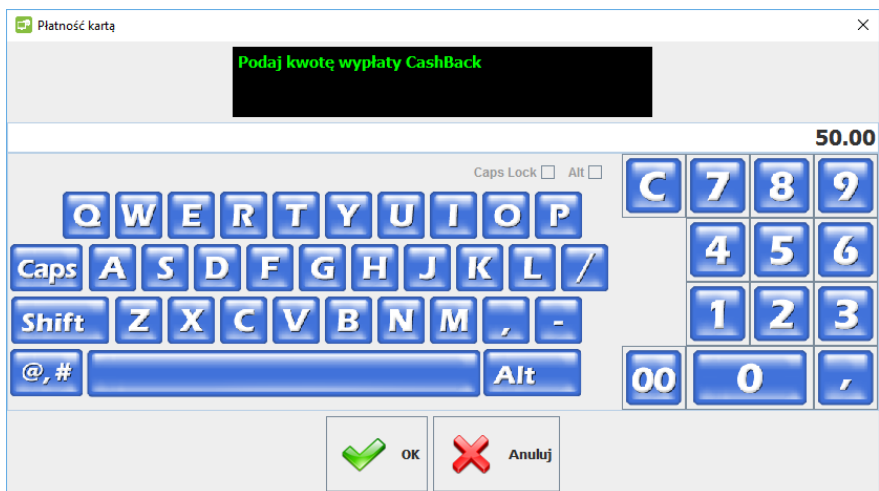 Płatność kartą
Podaj kwotę wypłaty CashBack
50.00
Caps Lock Alt
C 7 8 9
Q W E R T Y U I O P
4 5 6
Caps A S D F G H J K L /
1 2 3
Shift Z X C V B N M , -
@,# Alt
00 0 ,
OK Anuluj